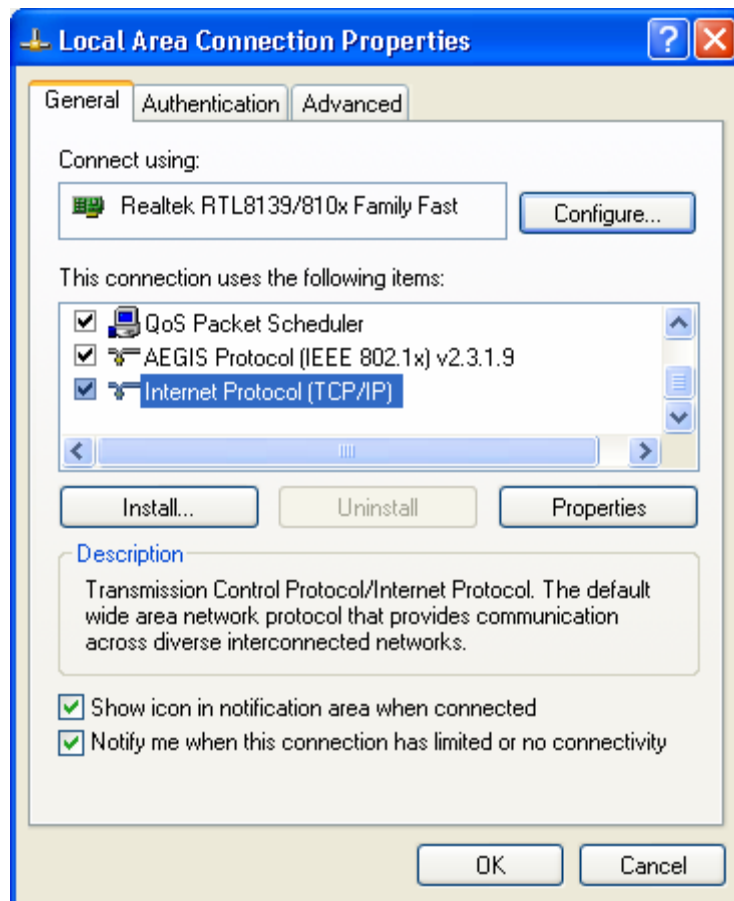 Local Area Connection Properties
General
Authentication
Advanced
Connect using:
Realtek RTL8139/810x Family Fast
Configure...
This connection uses the following items:
QoS Packet Scheduler
AEGIS Protocol (IEEE 802.1x) v2.3.1.9
Internet Protocol (TCP/IP)
Install...
Uninstall
Properties
Description
Transmission Control Protocol/Internet Protocol. The default
wide area network protocol that provides communication
across diverse interconnected networks.
Show icon in notification area when connected
Notify me when this connection has limited or no connectivity
OK
Cancel